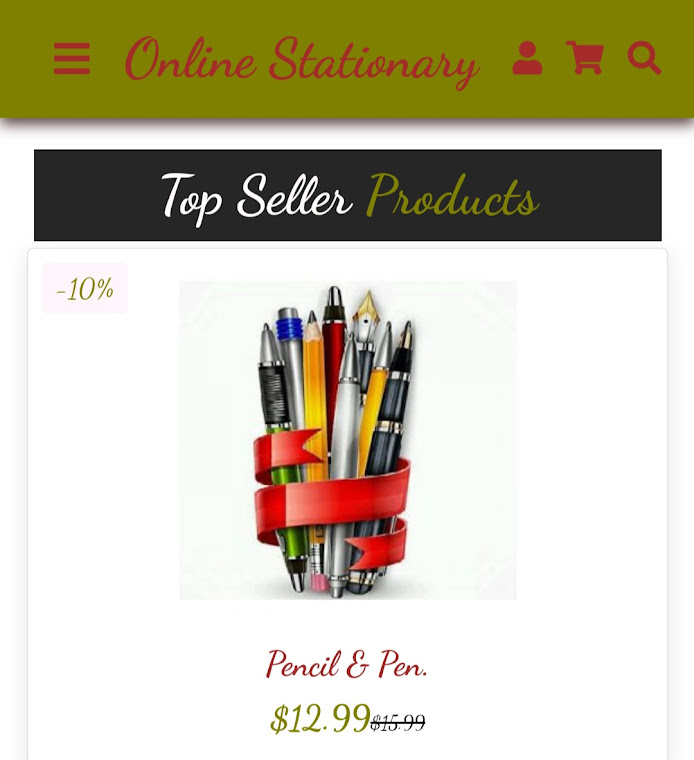 Online Stationary
Top Seller Products
-10%
Pencil & Pen.
$12.99 $15.99